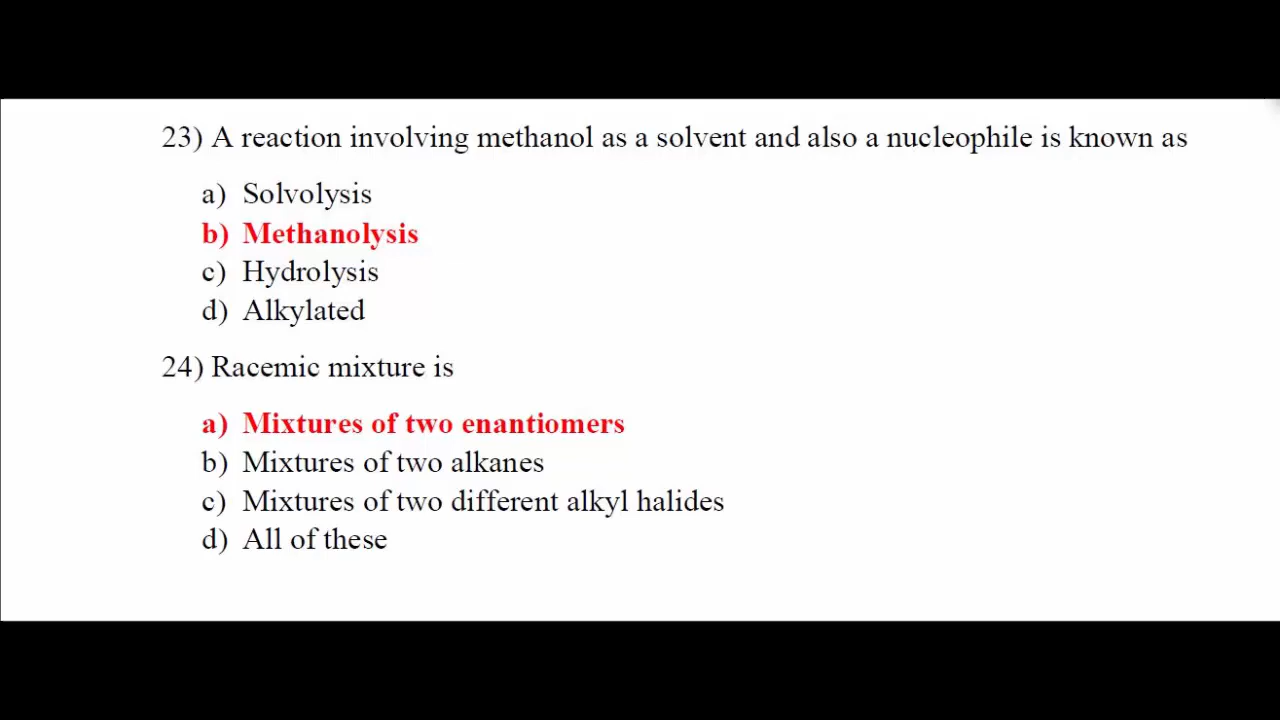 23) A reaction involving methanol as a solvent and also a nucleophile is known as
a) Solvolysis
b) Methanolysis
c) Hydrolysis
d) Alkylated
24) Racemic mixture is
a) Mixtures of two enantiomers
b) Mixtures of two alkanes
c) Mixtures of two different alkyl halides
d) All of these